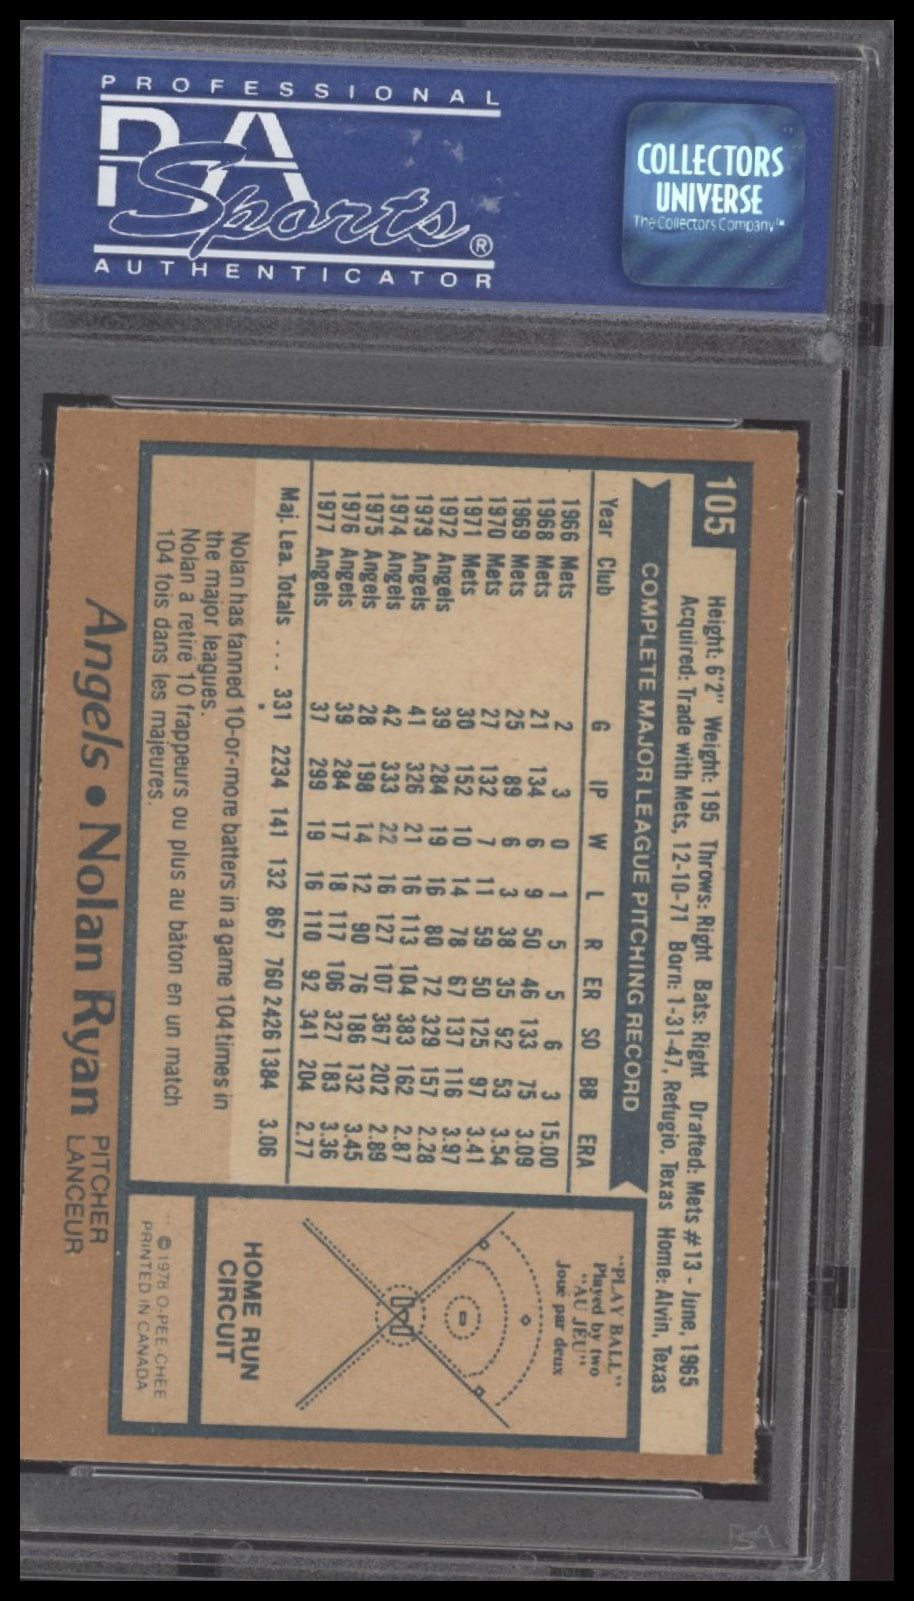 PROFESSIONAL
PSA
Sports®
AUTHENTICATOR
COLLECTORS
UNIVERSE
The Collectors Company™
105
Height: 6'2" Weight: 195 Throws: Right Bats: Right Drafted: Mets #13 - June, 1965
Acquired: Trade with Mets, 12-10-71 Born: 1-31-47, Refugio, Texas Home: Alvin, Texas
COMPLETE MAJOR LEAGUE PITCHING RECORD
Year Club G IP W L R ER SO BB ERA
1966 Mets 2 3 0 1 5 5 6 3 15.00
1968 Mets 21 134 6 9 50 46 133 75 3.09
1969 Mets 25 89 6 3 38 35 92 53 3.54
1970 Mets 27 132 7 11 59 50 125 97 3.41
1971 Mets 30 152 10 14 78 67 137 116 3.97
1972 Angels 39 284 19 16 80 72 329 157 2.28
1973 Angels 41 326 21 16 113 104 383 162 2.87
1974 Angels 42 333 22 16 127 107 367 202 2.89
1975 Angels 28 198 14 12 90 76 186 132 3.45
1976 Angels 39 284 17 18 117 106 327 183 3.36
1977 Angels 37 299 19 16 110 92 341 204 2.77
Maj. Lea. Totals ... 331 2234 141 132 867 760 2426 1384 3.06
Nolan has fanned 10-or-more batters in a game 104 times in
the major leagues.
Nolan a retiré 10 frappeurs ou plus au bâton en un match
104 fois dans les majeures.
Angels • Nolan Ryan PITCHER
LANCEUR
"PLAY BALL"
Played by two
"AU JEU"
Joué par deux
HOME RUN
CIRCUIT
© 1978 O-PEE-CHEE
PRINTED IN CANADA
PSA